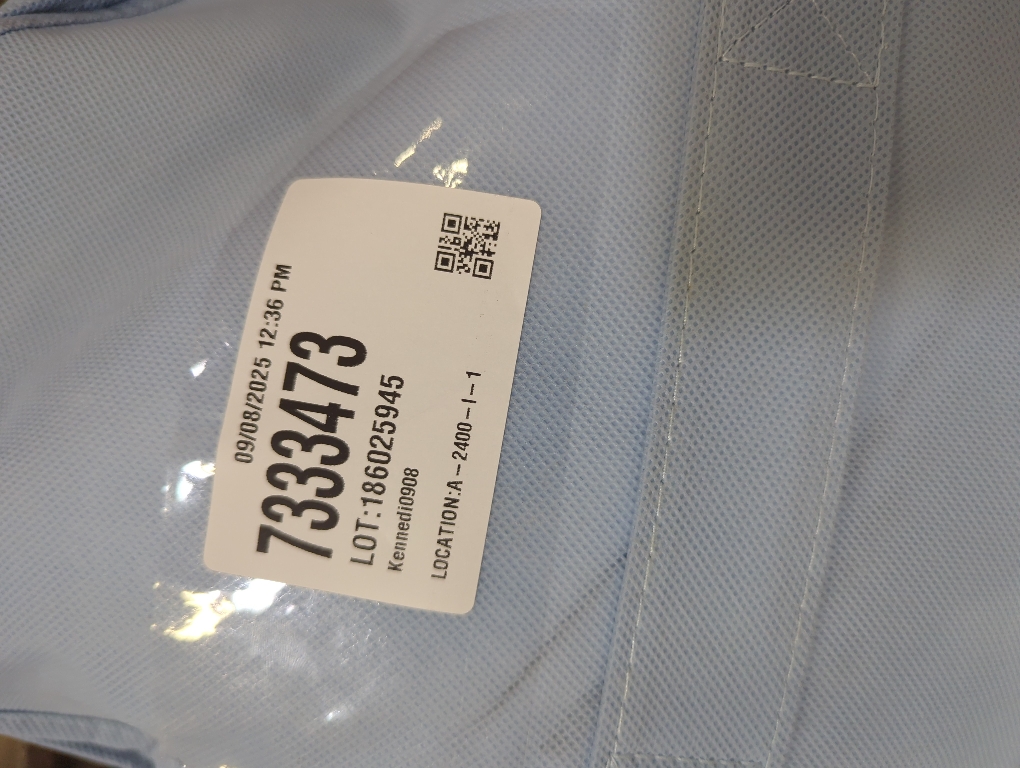 09/08/2025 12:36 PM
7333473
LOT:186025945
Kennedi0908
LOCATION:A-2400-I-1